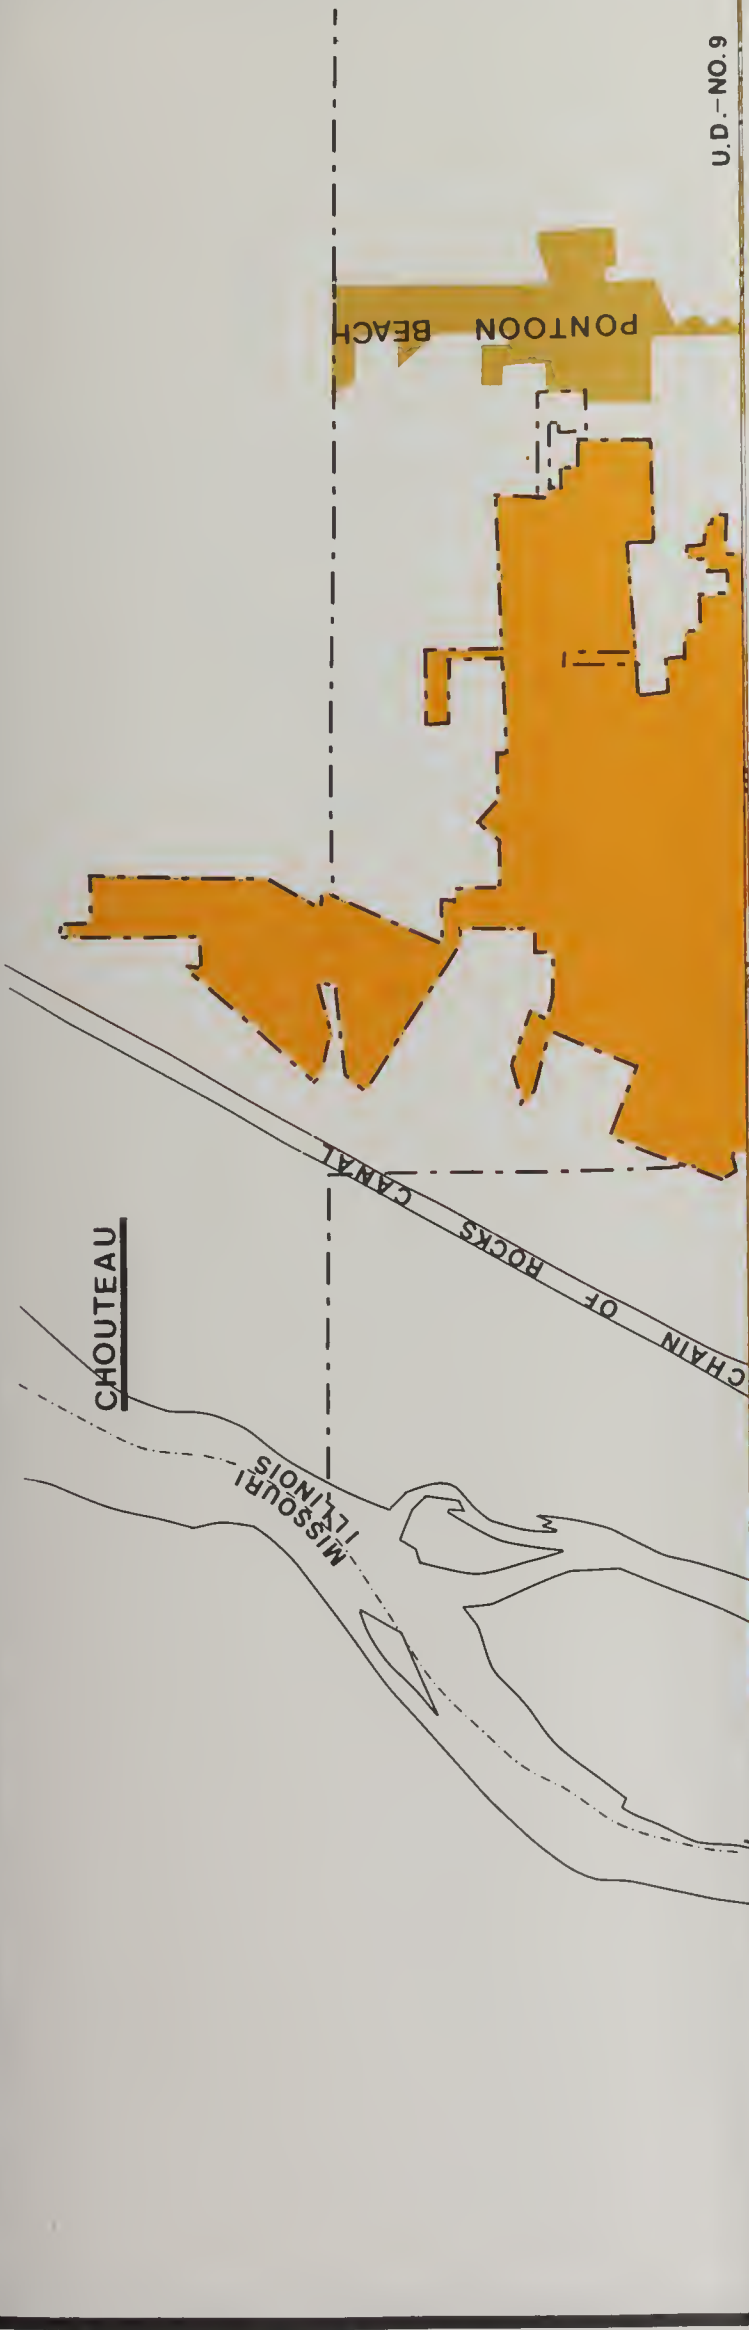 U.D.-NO.9
PONTOON BEACH
CHOUTEAU
CHAIN OF ROCKS CANAL
MISSOURI
ILLINOIS